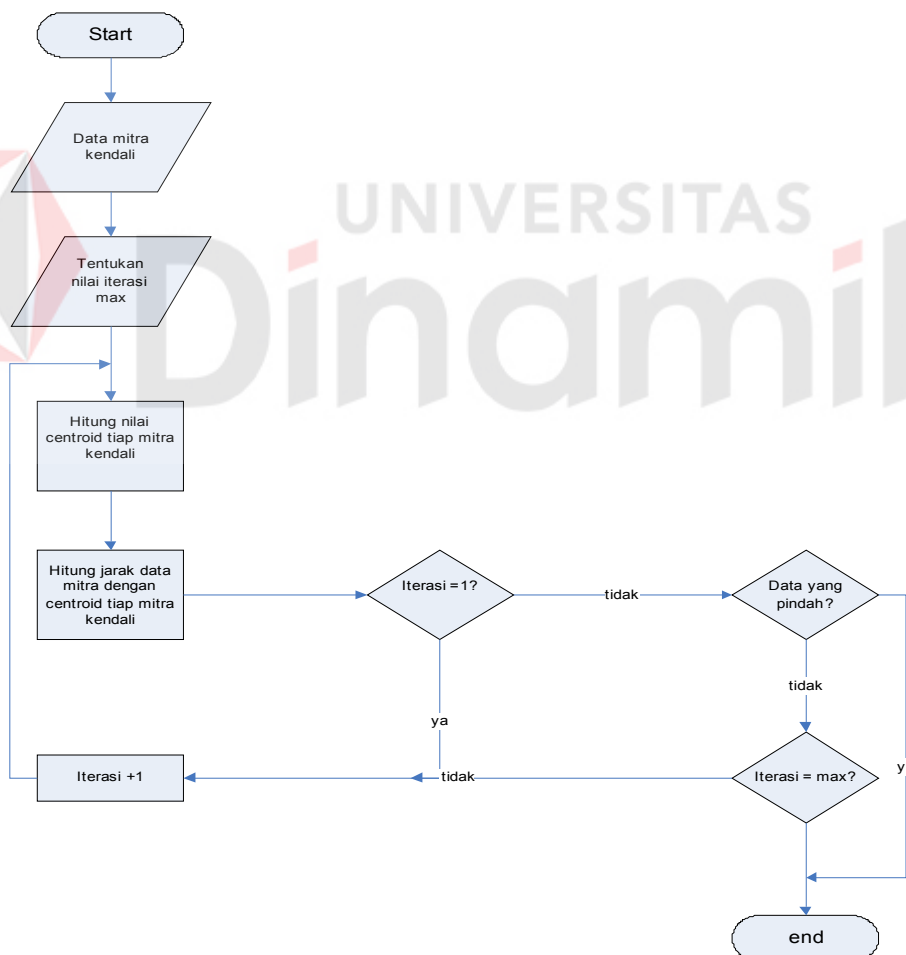 Start
Data mitra
kendali
UNIVERSITAS
Dinamik
Tentukan
nilai iterasi
max
Hitung nilai
centroid tiap mitra
kendali
Hitung jarak data
mitra dengan
centroid tiap mitra
kendali
Iterasi =1?
tidak
Data yang
pindah?
tidak
ya
Iterasi +1
tidak
Iterasi = max?
y
end